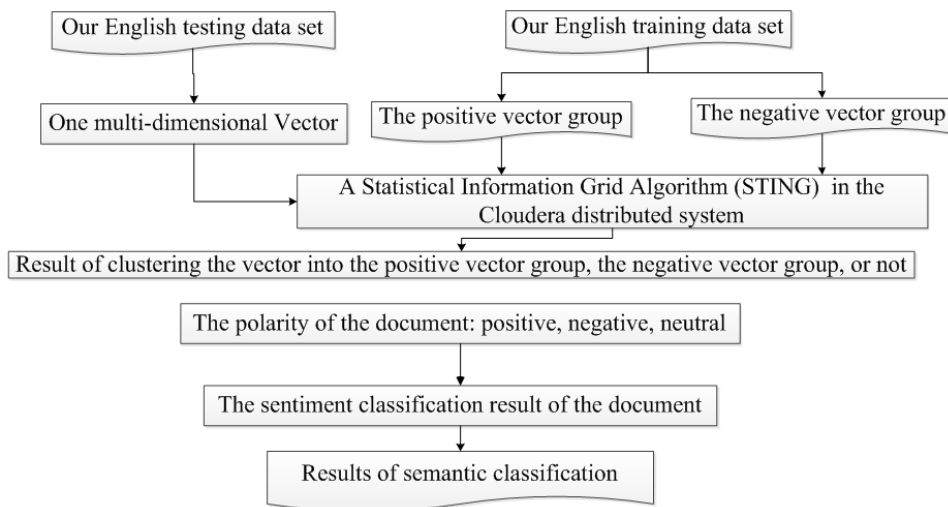 Our English testing data set
Our English training data set
One multi-dimensional Vector
The positive vector group
The negative vector group
A Statistical Information Grid Algorithm (STING) in the
Cloudera distributed system
Result of clustering the vector into the positive vector group, the negative vector group, or not
The polarity of the document: positive, negative, neutral
The sentiment classification result of the document
Results of semantic classification